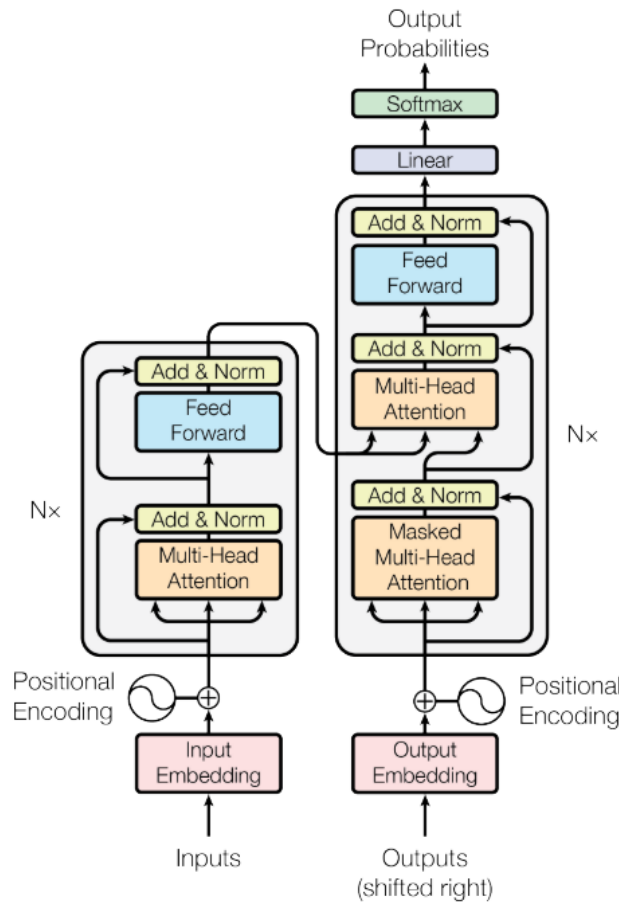 Output
Probabilities
Softmax
Linear
Add & Norm
Feed
Forward
Add & Norm
Multi-Head
Attention
Add & Norm
Masked
Multi-Head
Attention
Nx
Add & Norm
Feed
Forward
Add & Norm
Multi-Head
Attention
Nx
Positional
Encoding
Positional
Encoding
Input
Embedding
Output
Embedding
Inputs
Outputs
(shifted right)